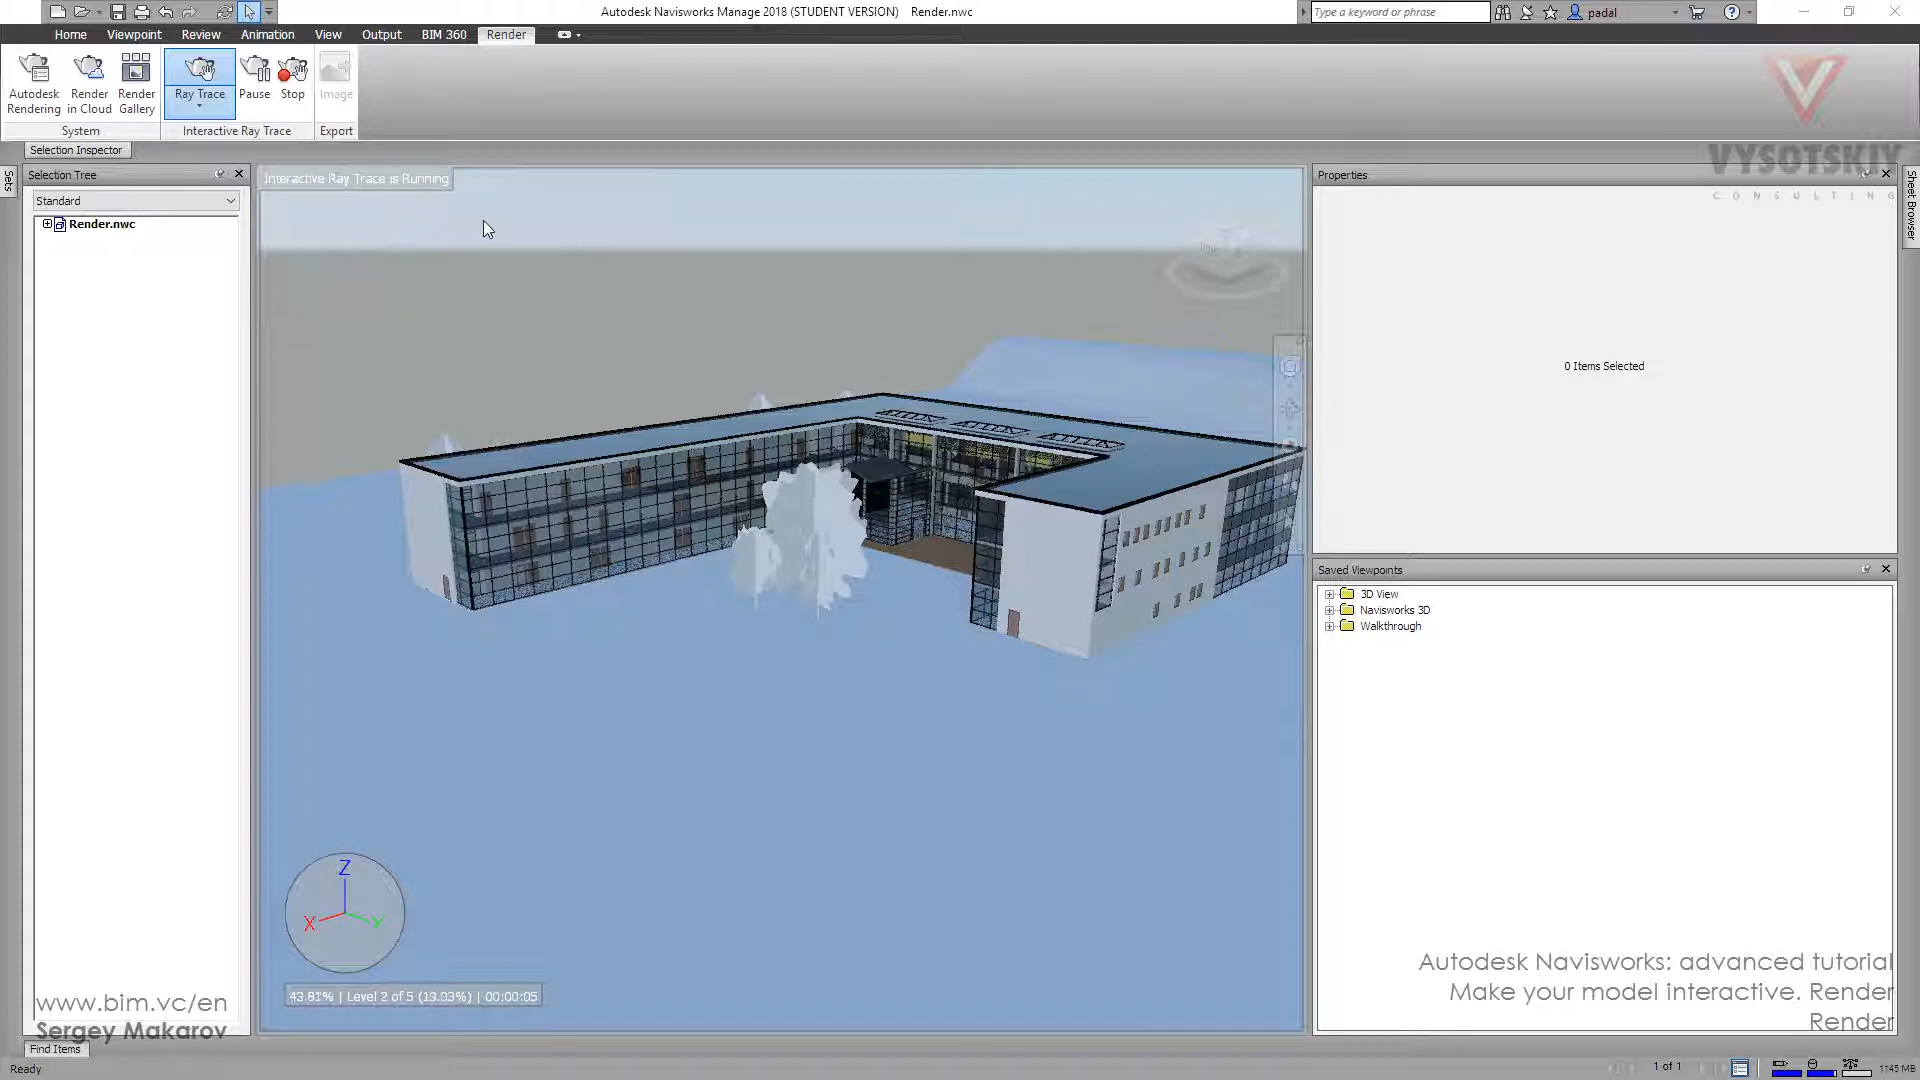 Autodesk Navisworks Manage 2018 (STUDENT VERSION) Render.nwc
Type a keyword or phrase
padal
Home Viewpoint Review Animation View Output BIM 360 Render
Autodesk Rendering
Render in Cloud
Render Gallery
Ray Trace
Pause
Stop
Image
System
Interactive Ray Trace
Export
VYSOTSKIY
CONSULTING
Selection Inspector
Sets
Selection Tree
Standard
Render.nwc
Interactive Ray Trace is Running
Properties
0 Items Selected
Sheet Browser
Saved Viewpoints
3D View
Navisworks 3D
Walkthrough
Z
X
Y
43.81% | Level 2 of 5 (19.03%) | 00:00:05
www.bim.vc/en
Sergey Makarov
Autodesk Navisworks: advanced tutorial
Make your model interactive. Render
Render
Find Items
Ready
1 of 1
1145 MB